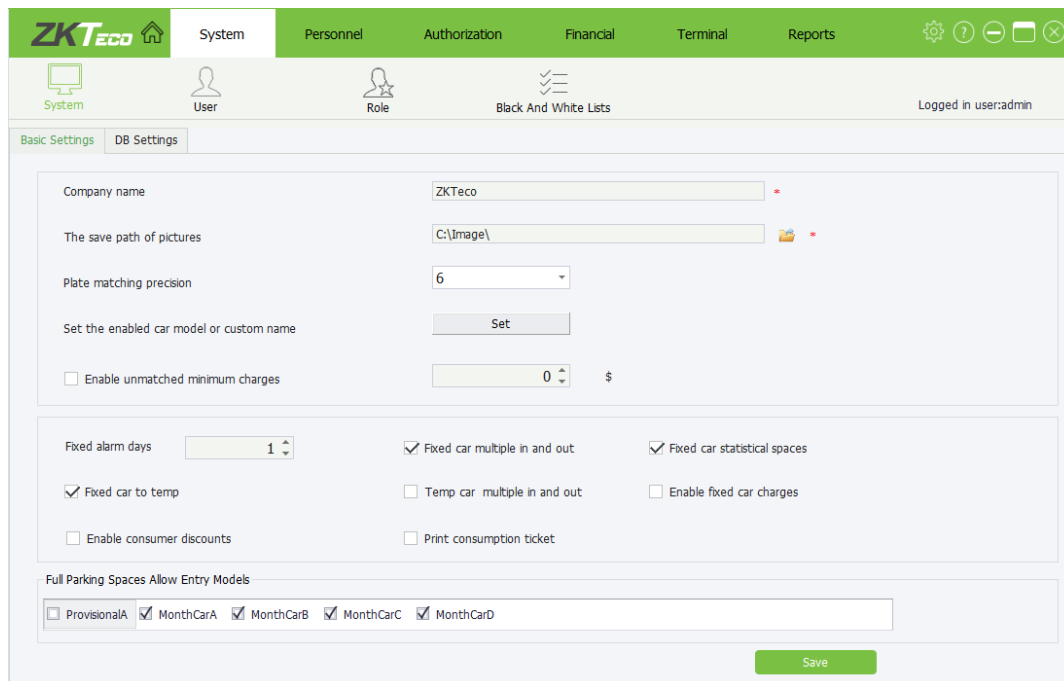 ZKTeco
System
Personnel
Authorization
Financial
Terminal
Reports
System
User
Role
Black And White Lists
Logged in user:admin
Basic Settings
DB Settings
Company name
ZKTeco
*
The save path of pictures
C:\Image\
*
Plate matching precision
6
Set the enabled car model or custom name
Set
Enable unmatched minimum charges
0
$
Fixed alarm days
1
Fixed car multiple in and out
Fixed car statistical spaces
Fixed car to temp
Temp car multiple in and out
Enable fixed car charges
Enable consumer discounts
Print consumption ticket
Full Parking Spaces Allow Entry Models
ProvisionalA
MonthCarA
MonthCarB
MonthCarC
MonthCarD
Save